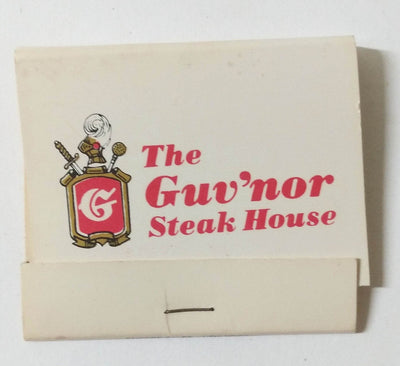 The
Guv'nor
Steak House
G